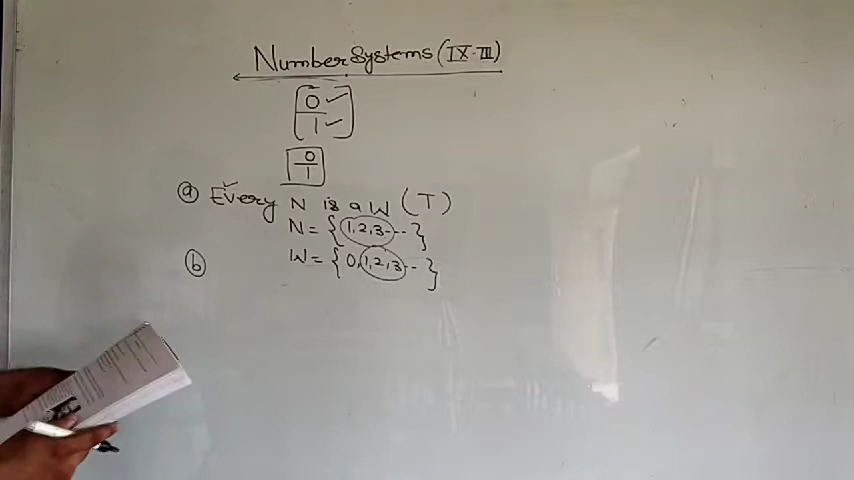 Number Systems (IX-III)
0
1
0
1
(a) Every N is a W (T)
N = { 1, 2, 3 - - - }
(b) W = { 0, 1, 2, 3 - - }